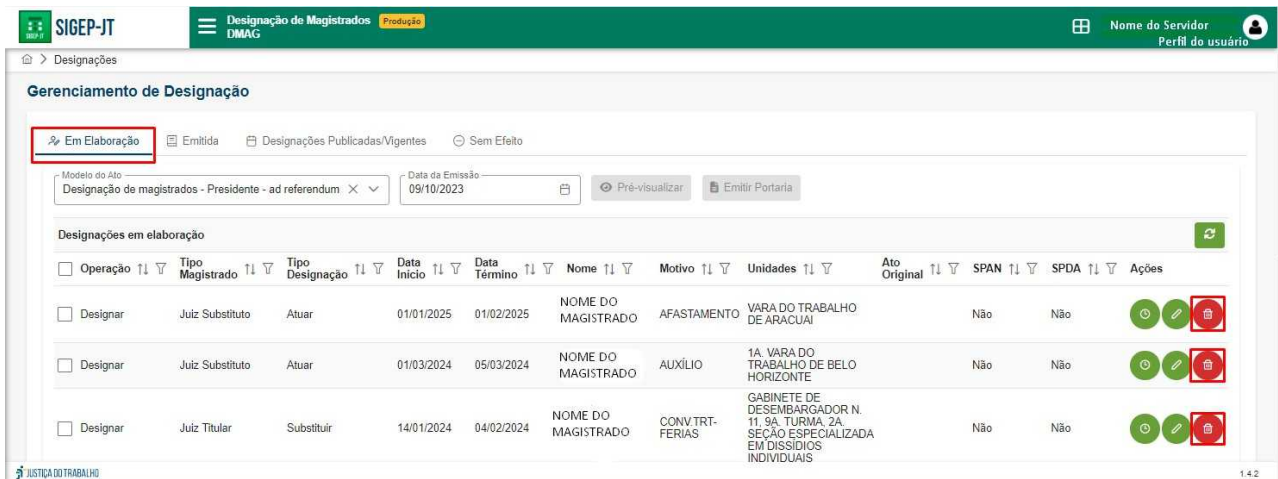 SIGEP-JT
SIGEP-JT
Designação de Magistrados Produção
DMAG
Nome do Servidor
Perfil do usuário
> Designações
Gerenciamento de Designação
Em Elaboração Emitida Designações Publicadas/Vigentes Sem Efeito
Modelo do Ato
Designação de magistrados - Presidente - ad referendum
Data da Emissão
09/10/2023
Pré-visualizar Emitir Portaria
Designações em elaboração
Operação Tipo Magistrado Tipo Designação Data Início Data Término Nome Motivo Unidades Ato Original SPAN SPDA Ações
Designar Juiz Substituto Atuar 01/01/2025 01/02/2025 NOME DO MAGISTRADO AFASTAMENTO VARA DO TRABALHO DE ARACUAI Não Não
Designar Juiz Substituto Atuar 01/03/2024 05/03/2024 NOME DO MAGISTRADO AUXÍLIO 1A. VARA DO TRABALHO DE BELO HORIZONTE Não Não
Designar Juiz Titular Substituir 14/01/2024 04/02/2024 NOME DO MAGISTRADO CONV.TRT-FERIAS GABINETE DE DESEMBARGADOR N. 11, 9A. TURMA, 2A. SEÇÃO ESPECIALIZADA EM DISSÍDIOS INDIVIDUAIS Não Não
JUSTIÇA DO TRABALHO
1.4.2